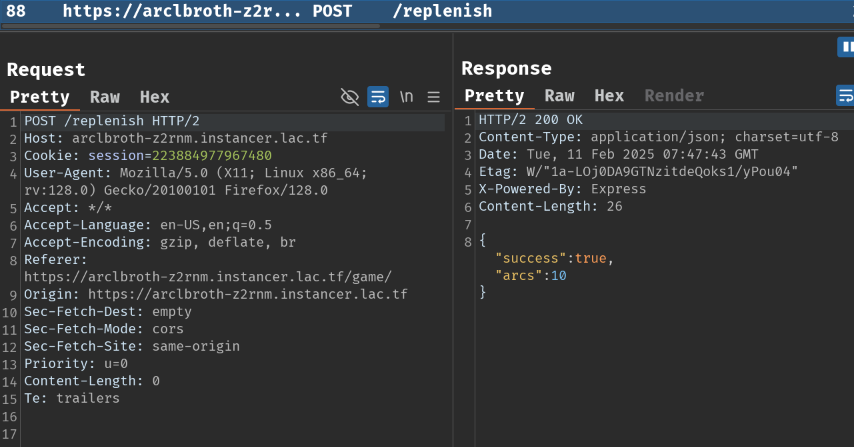 88 https://arclbroth-z2r... POST /replenish
Request
Pretty Raw Hex \n
1 POST /replenish HTTP/2
2 Host: arclbroth-z2rnm.instancer.lac.tf
3 Cookie: session=223884977967480
4 User-Agent: Mozilla/5.0 (X11; Linux x86_64;
rv:128.0) Gecko/20100101 Firefox/128.0
5 Accept: */*
6 Accept-Language: en-US,en;q=0.5
7 Accept-Encoding: gzip, deflate, br
8 Referer:
https://arclbroth-z2rnm.instancer.lac.tf/game/
9 Origin: https://arclbroth-z2rnm.instancer.lac.tf
10 Sec-Fetch-Dest: empty
11 Sec-Fetch-Mode: cors
12 Sec-Fetch-Site: same-origin
13 Priority: u=0
14 Content-Length: 0
15 Te: trailers
16
17
Response
Pretty Raw Hex Render
1 HTTP/2 200 OK
2 Content-Type: application/json; charset=utf-8
3 Date: Tue, 11 Feb 2025 07:47:43 GMT
4 Etag: W/"1a-LOj0DA9GTNzitdeQoks1/yPou04"
5 X-Powered-By: Express
6 Content-Length: 26
7
8 {
"success":true,
"arcs":10
}